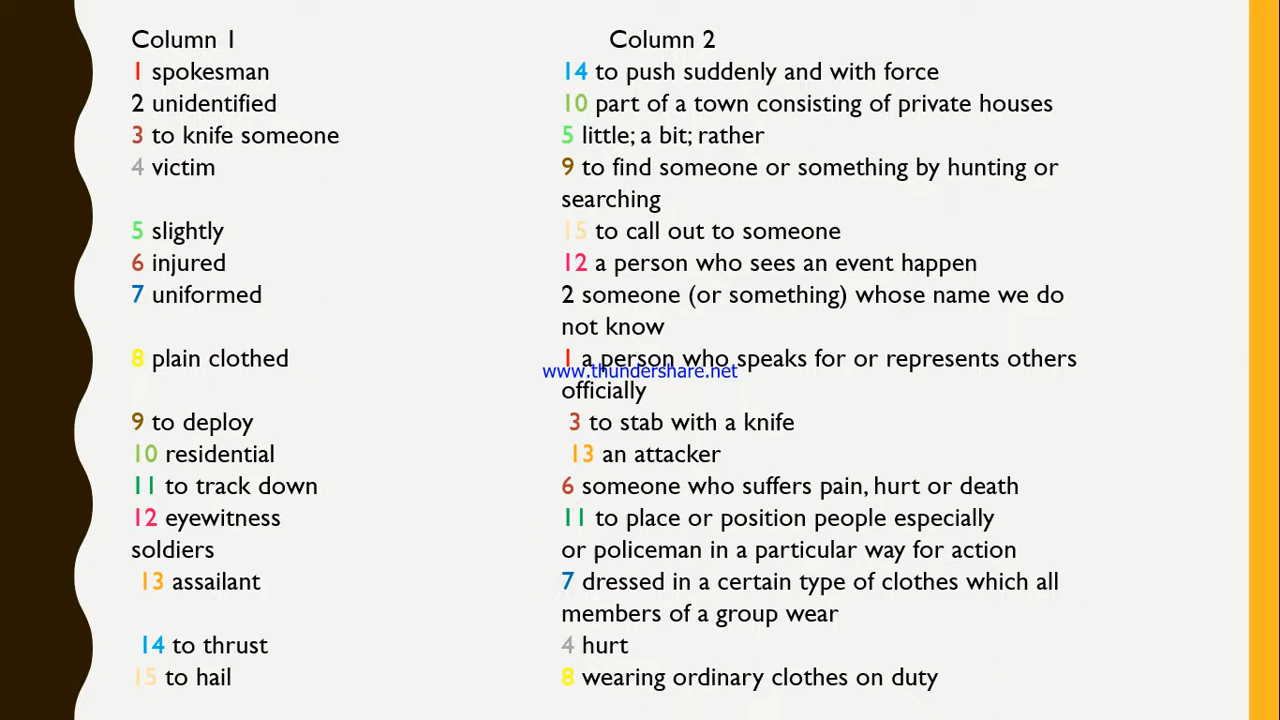 Column 1 Column 2
1 spokesman 14 to push suddenly and with force
2 unidentified 10 part of a town consisting of private houses
3 to knife someone 5 little; a bit; rather
4 victim 9 to find someone or something by hunting or
searching
5 slightly 15 to call out to someone
6 injured 12 a person who sees an event happen
7 uniformed 2 someone (or something) whose name we do
not know
8 plain clothed 1 a person who speaks for or represents others
www.thundershare.net
officially
9 to deploy 3 to stab with a knife
10 residential 13 an attacker
11 to track down 6 someone who suffers pain, hurt or death
12 eyewitness 11 to place or position people especially
soldiers or policeman in a particular way for action
13 assailant 7 dressed in a certain type of clothes which all
members of a group wear
14 to thrust 4 hurt
15 to hail 8 wearing ordinary clothes on duty